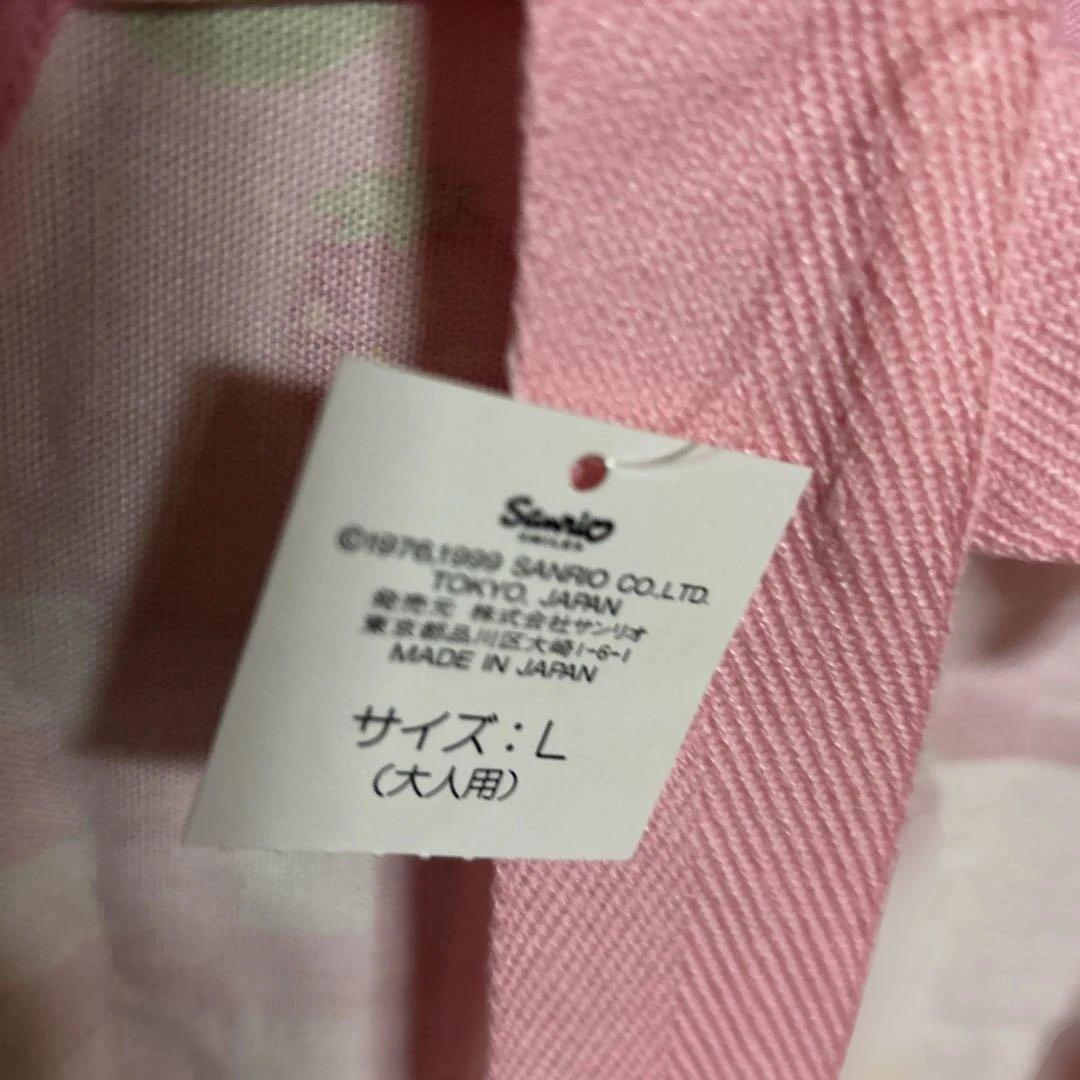 Sanrio
SMILES
©1976,1999 SANRIO CO.,LTD.
TOKYO, JAPAN
発売元 株式会社サンリオ
東京都品川区大崎1-6-1
MADE IN JAPAN
サイズ：L
（大人用）